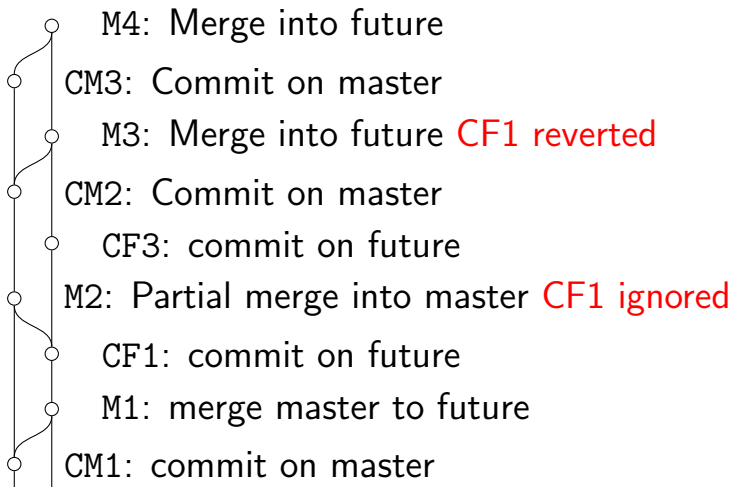 M4: Merge into future
CM3: Commit on master
M3: Merge into future CF1 reverted
CM2: Commit on master
CF3: commit on future
M2: Partial merge into master CF1 ignored
CF1: commit on future
M1: merge master to future
CM1: commit on master